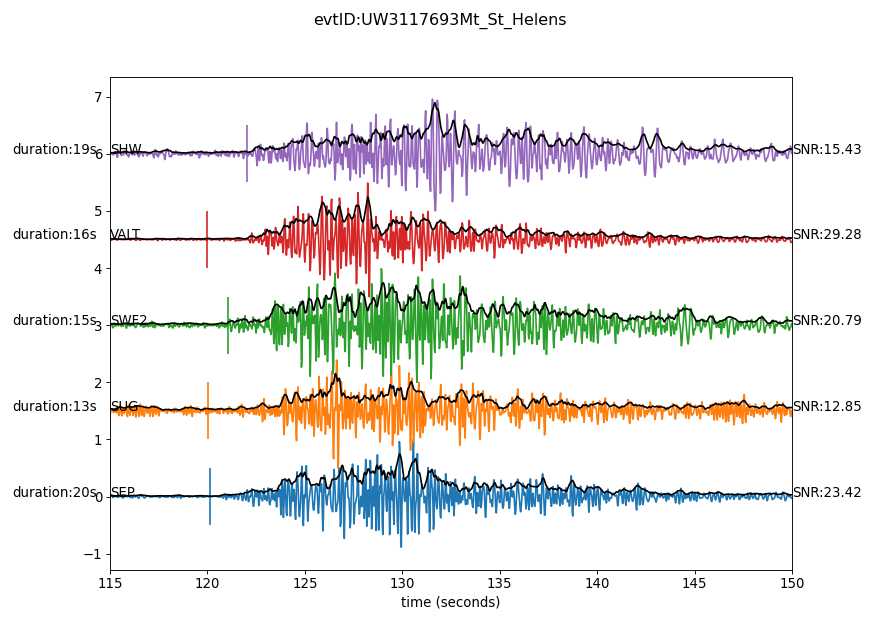 evtID:UW3117693Mt_St_Helens
7
duration:19s 6 SHW SNR:15.43
5
duration:16s VALT SNR:29.28
4
duration:15s 3 SWF2 SNR:20.79
2
duration:13s SUG SNR:12.85
1
duration:20s 0 SEP SNR:23.42
−1
115 120 125 130 135 140 145 150
time (seconds)